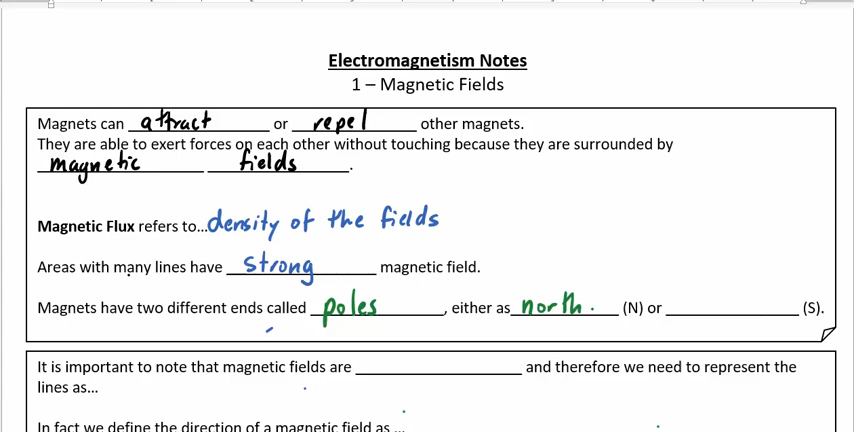 Electromagnetism Notes
1 – Magnetic Fields
Magnets can attract or repel other magnets.
They are able to exert forces on each other without touching because they are surrounded by
magnetic fields.
Magnetic Flux refers to...density of the fields
Areas with many lines have strong magnetic field.
Magnets have two different ends called poles, either as north. (N) or ____ (S).
It is important to note that magnetic fields are ____ and therefore we need to represent the
lines as...
In fact we define the direction of a magnetic field as ...